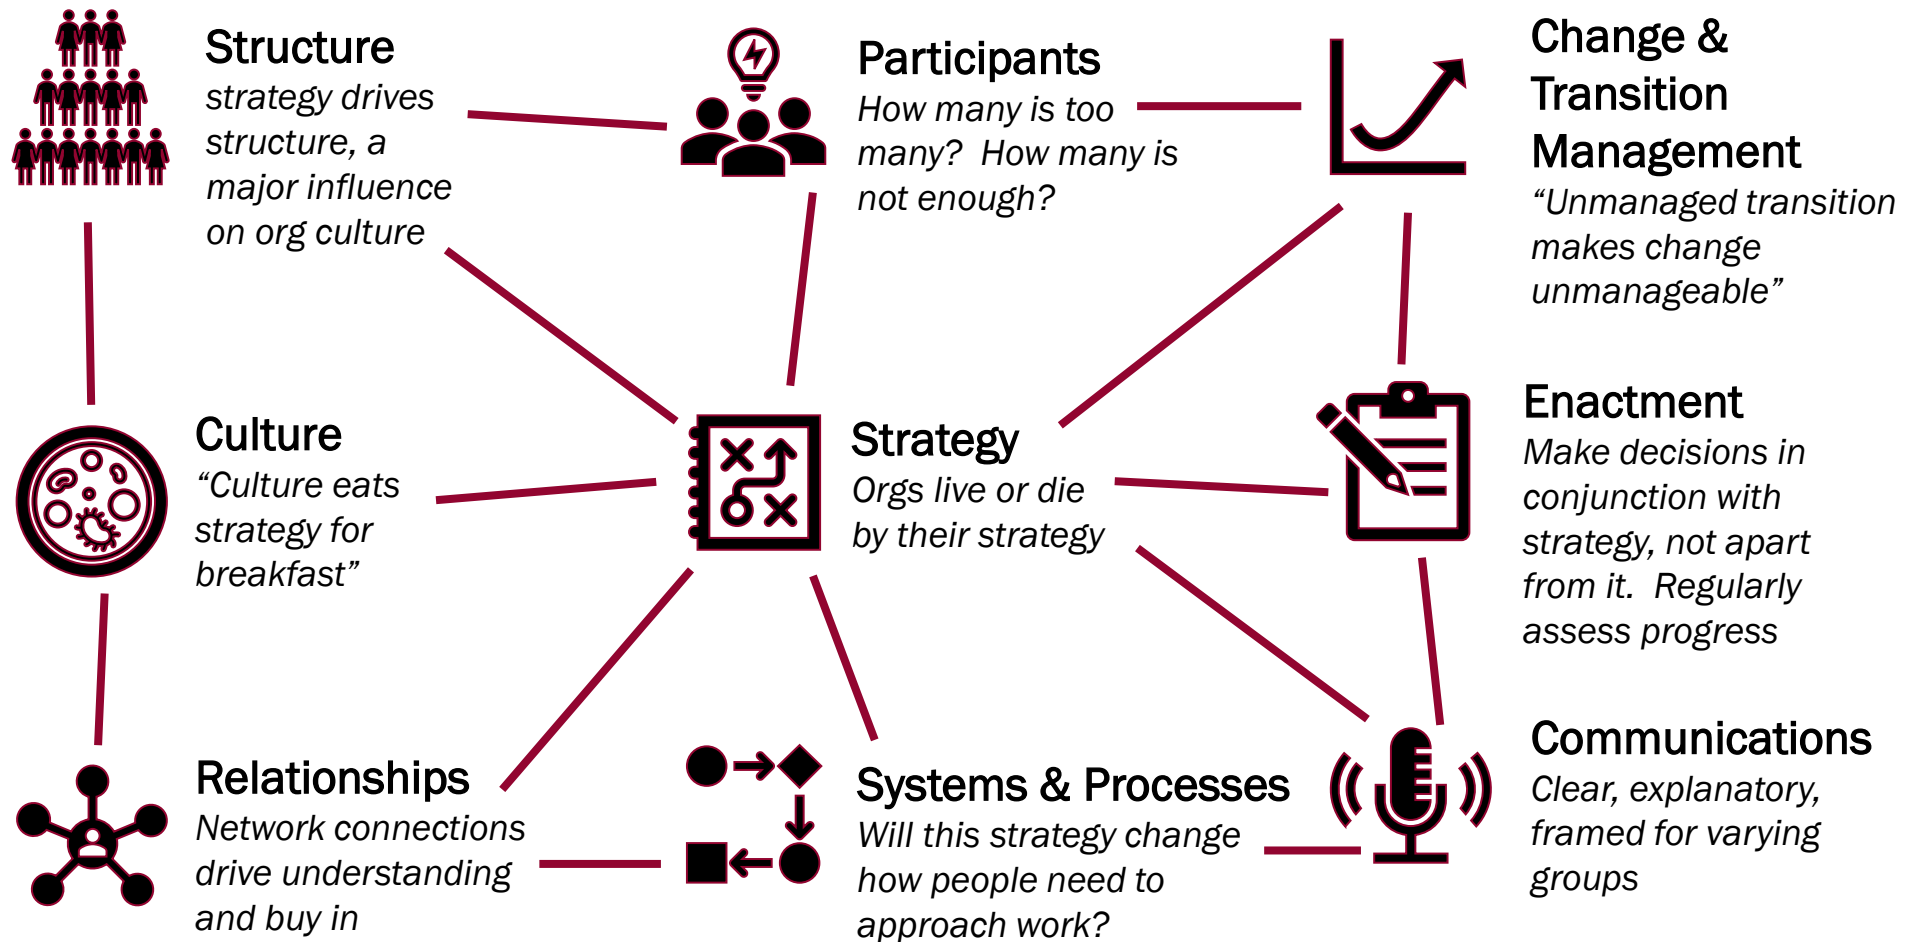 Structure
strategy drives
structure, a
major influence
on org culture
Participants
How many is too
many?  How many is
not enough?
Change &
Transition
Management
“Unmanaged transition
makes change
unmanageable”
Culture
“Culture eats
strategy for
breakfast”
Strategy
Orgs live or die
by their strategy
Enactment
Make decisions in
conjunction with
strategy, not apart
from it.  Regularly
assess progress
Relationships
Network connections
drive understanding
and buy in
Systems & Processes
Will this strategy change
how people need to
approach work?
Communications
Clear, explanatory,
framed for varying
groups